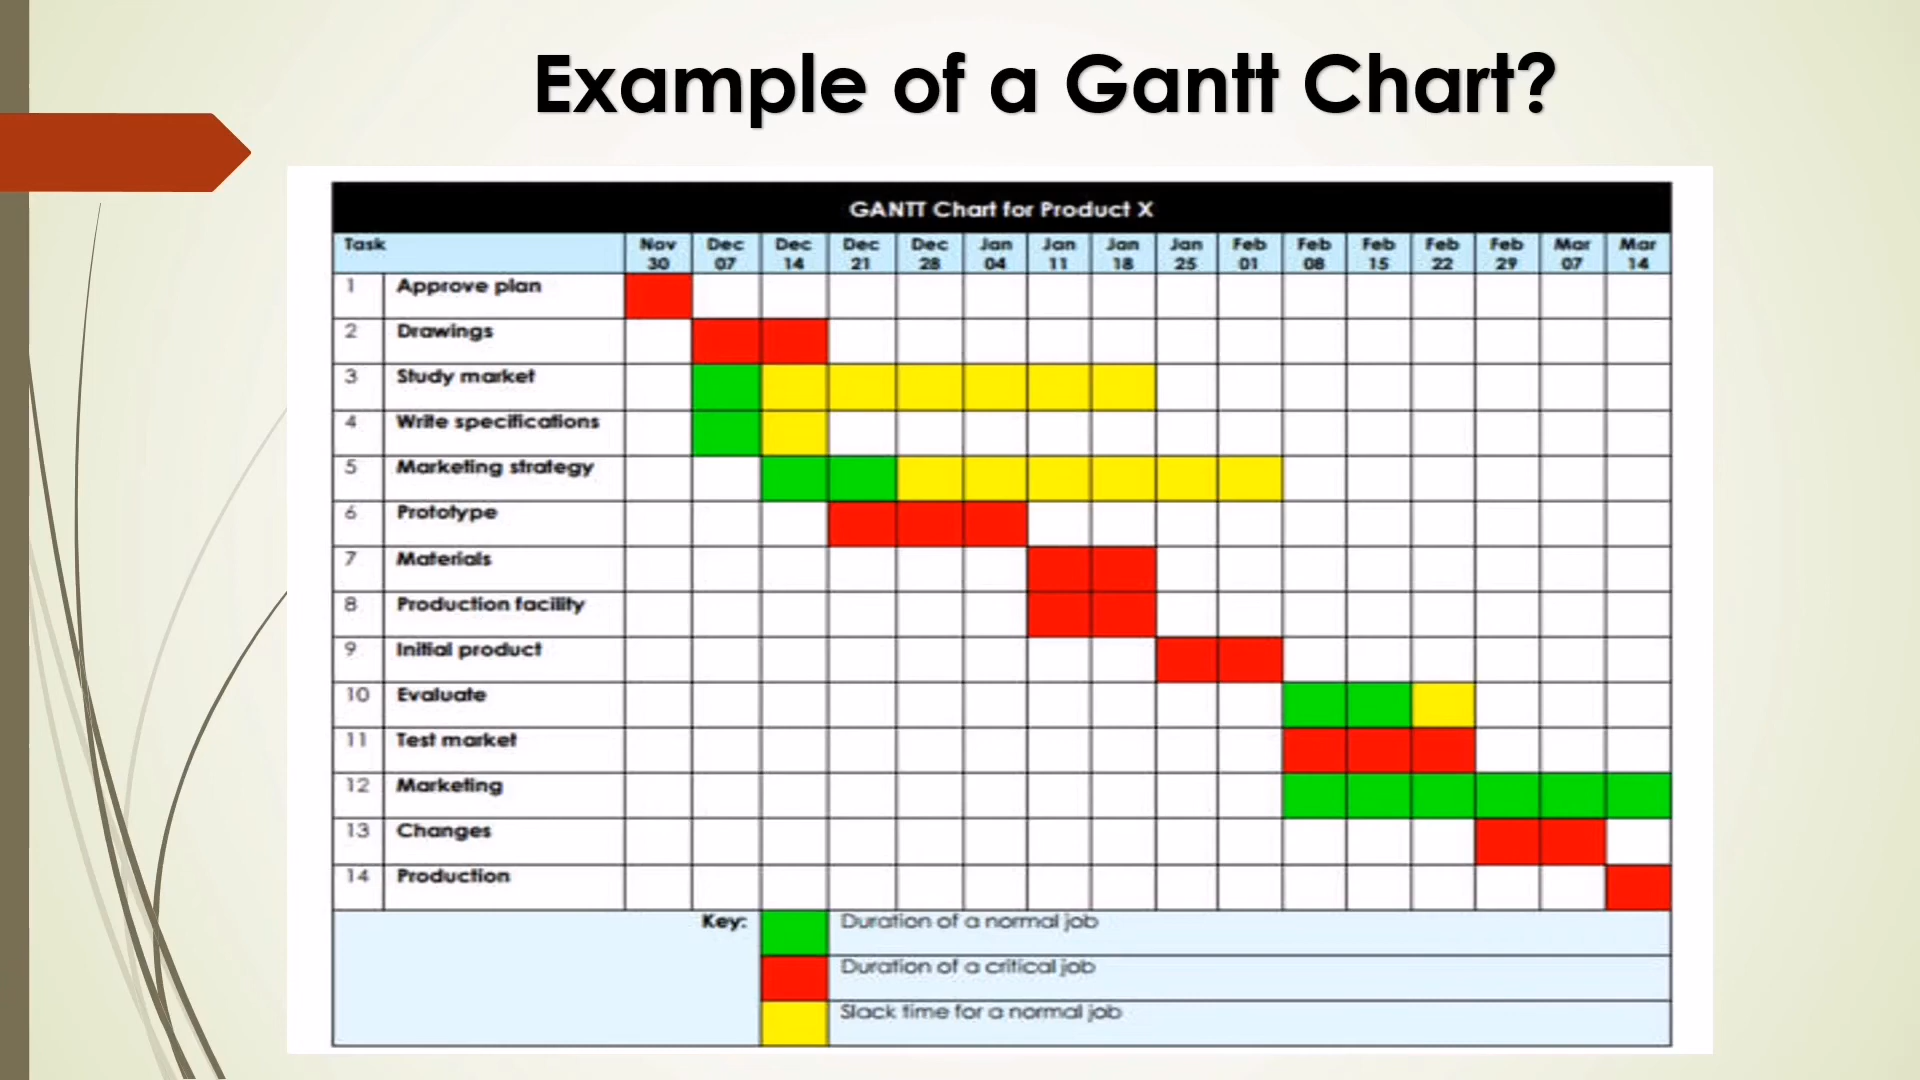 Example of a Gantt Chart?
GANTT Chart for Product X
Task Nov 30 Dec 07 Dec 14 Dec 21 Dec 28 Jan 04 Jan 11 Jan 18 Jan 25 Feb 01 Feb 08 Feb 15 Feb 22 Feb 29 Mar 07 Mar 14
1 Approve plan
2 Drawings
3 Study market
4 Write specifications
5 Marketing strategy
6 Prototype
7 Materials
8 Production facility
9 Initial product
10 Evaluate
11 Test market
12 Marketing
13 Changes
14 Production
Key: Duration of a normal job
Duration of a critical job
Slack time for a normal job